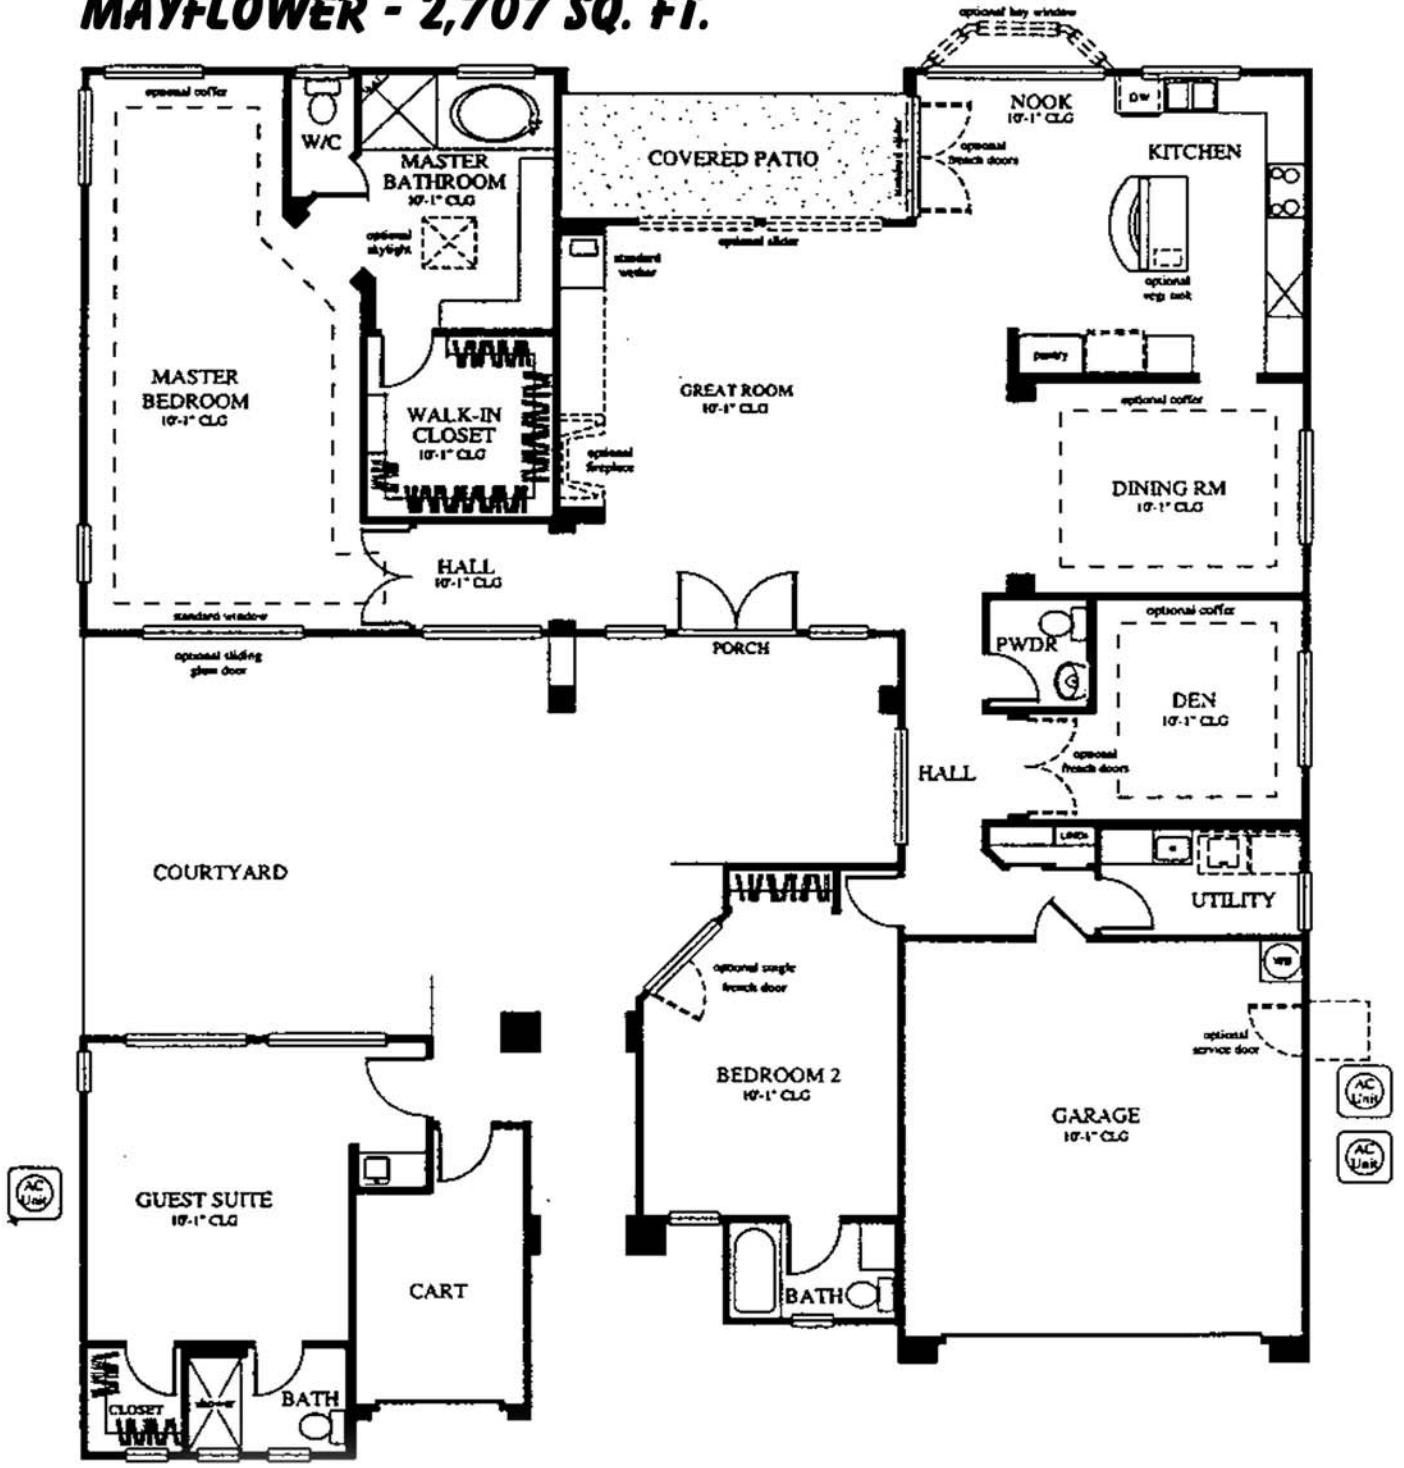 MAYFLOWER - 2,707 SQ. FT.
optional bay window
optional coffer
W/C
MASTER
BATHROOM
10'-1" CLG
optional
skylight
COVERED PATIO
optional slider
NOOK
10'-1" CLG
DW
optional
french doors
KITCHEN
optional
vegi sink
pantry
standard
wetbar
MASTER
BEDROOM
10'-1" CLG
WALK-IN
CLOSET
10'-1" CLG
GREAT ROOM
10'-1" CLG
optional
fireplace
optional coffer
DINING RM
10'-1" CLG
HALL
10'-1" CLG
standard window
optional sliding
glass door
PORCH
PWDR
optional coffer
DEN
10'-1" CLG
optional
french doors
HALL
LINEN
UTILITY
COURTYARD
optional single
french door
BEDROOM 2
10'-1" CLG
optional
service door
GARAGE
10'-1" CLG
AC
Unit
AC
Unit
AC
Unit
GUEST SUITE
10'-1" CLG
CART
BATH
CLOSET
shower
BATH